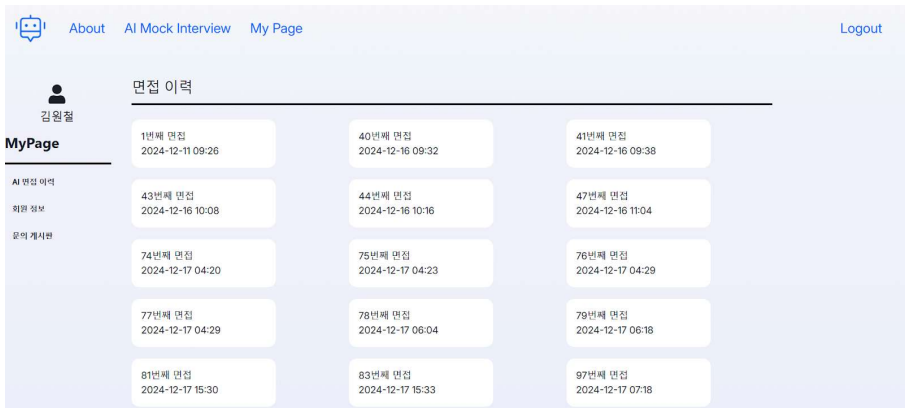 About AI Mock Interview My Page Logout
김원철
MyPage
AI 면접 이력
회원 정보
문의 게시판
면접 이력
1번째 면접
2024-12-11 09:26
40번째 면접
2024-12-16 09:32
41번째 면접
2024-12-16 09:38
43번째 면접
2024-12-16 10:08
44번째 면접
2024-12-16 10:16
47번째 면접
2024-12-16 11:04
74번째 면접
2024-12-17 04:20
75번째 면접
2024-12-17 04:23
76번째 면접
2024-12-17 04:29
77번째 면접
2024-12-17 04:29
78번째 면접
2024-12-17 06:04
79번째 면접
2024-12-17 06:18
81번째 면접
2024-12-17 15:30
83번째 면접
2024-12-17 15:33
97번째 면접
2024-12-17 07:18